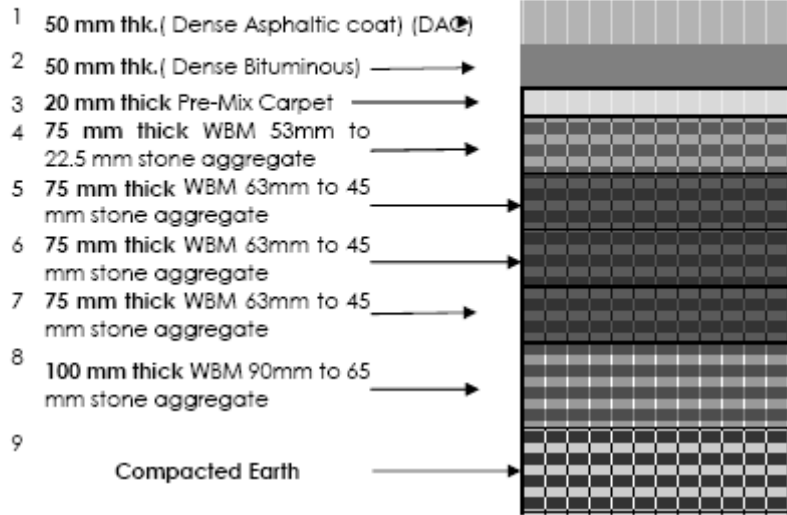 1 50 mm thk.( Dense Asphaltic coat) (DAC)
2 50 mm thk.( Dense Bituminous)
3 20 mm thick Pre-Mix Carpet
4 75 mm thick WBM 53mm to
22.5 mm stone aggregate
5 75 mm thick WBM 63mm to 45
mm stone aggregate
6 75 mm thick WBM 63mm to 45
mm stone aggregate
7 75 mm thick WBM 63mm to 45
mm stone aggregate
8 100 mm thick WBM 90mm to 65
mm stone aggregate
9 Compacted Earth